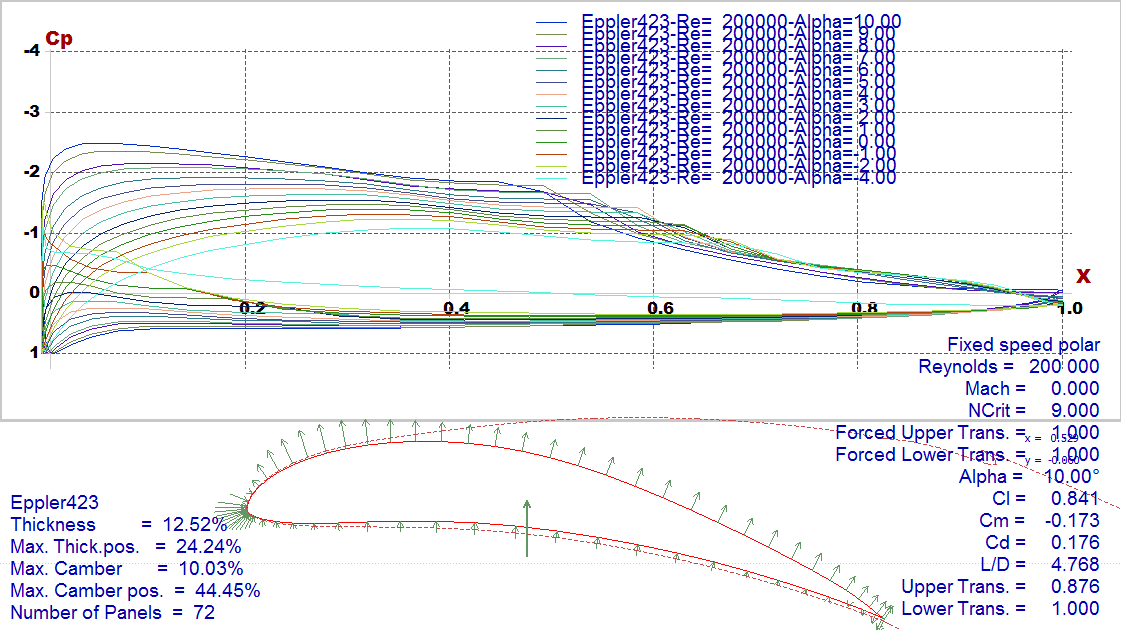 Cp
-4
-3
-2
-1
0
1
Eppler423-Re= 200000-Alpha=10.00
Eppler423-Re= 200000-Alpha= 9.00
Eppler423-Re= 200000-Alpha= 8.00
Eppler423-Re= 200000-Alpha= 7.00
Eppler423-Re= 200000-Alpha= 6.00
Eppler423-Re= 200000-Alpha= 5.00
Eppler423-Re= 200000-Alpha= 4.00
Eppler423-Re= 200000-Alpha= 3.00
Eppler423-Re= 200000-Alpha= 2.00
Eppler423-Re= 200000-Alpha= 1.00
Eppler423-Re= 200000-Alpha= 0.00
Eppler423-Re= 200000-Alpha=-1.00
Eppler423-Re= 200000-Alpha=-2.00
Eppler423-Re= 200000-Alpha=-4.00
X
0.2 0.4 0.6 0.8 1.0
Fixed speed polar
Reynolds = 200 000
Mach = 0.000
NCrit = 9.000
Forced Upper Trans. = 1.000
x = 0.529
Forced Lower Trans. = 1.000
y = -0.060
Alpha = 10.00°
Cl = 0.841
Cm = -0.173
Cd = 0.176
L/D = 4.768
Upper Trans. = 0.876
Lower Trans. = 1.000
Eppler423
Thickness = 12.52%
Max. Thick.pos. = 24.24%
Max. Camber = 10.03%
Max. Camber pos. = 44.45%
Number of Panels = 72